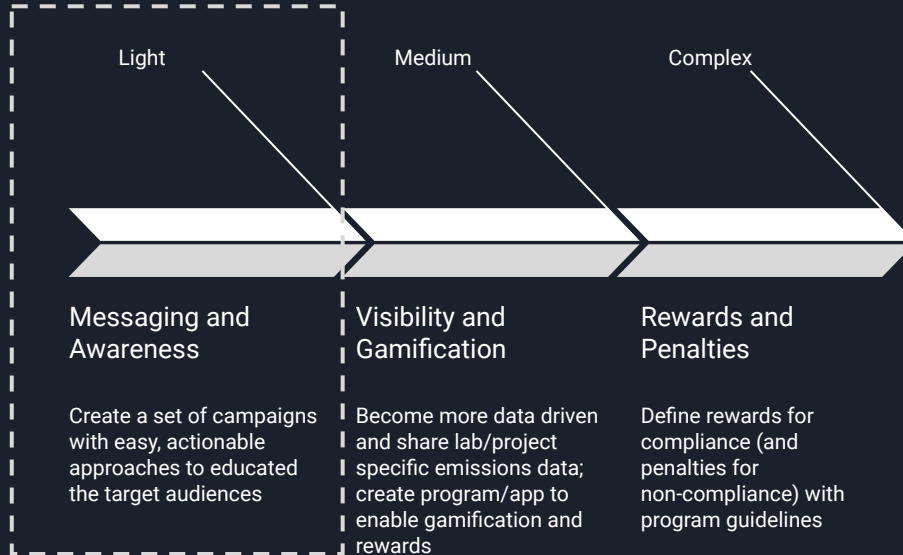 Light
Medium
Complex
Messaging and
Awareness
Create a set of campaigns
with easy, actionable
approaches to educated
the target audiences
Visibility and
Gamification
Become more data driven
and share lab/project
specific emissions data;
create program/app to
enable gamification and
rewards
Rewards and
Penalties
Define rewards for
compliance (and
penalties for
non-compliance) with
program guidelines